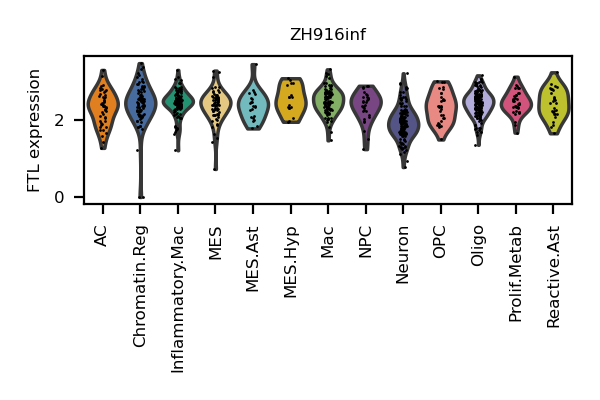 ZH916inf
FTL expression
2
0
AC
Chromatin.Reg
Inflammatory.Mac
MES
MES.Ast
MES.Hyp
Mac
NPC
Neuron
OPC
Oligo
Prolif.Metab
Reactive.Ast